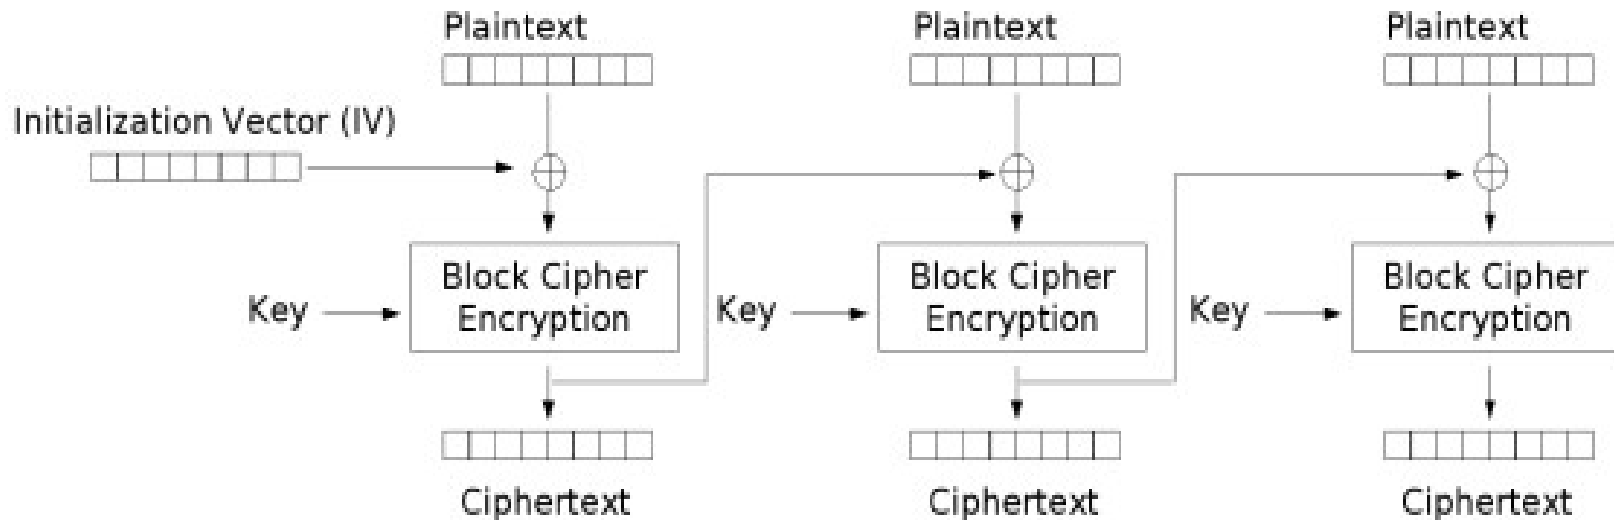 Plaintext
Plaintext
Plaintext
Initialization Vector (IV)
Key
Block Cipher
Encryption
Key
Block Cipher
Encryption
Key
Block Cipher
Encryption
Ciphertext
Ciphertext
Ciphertext